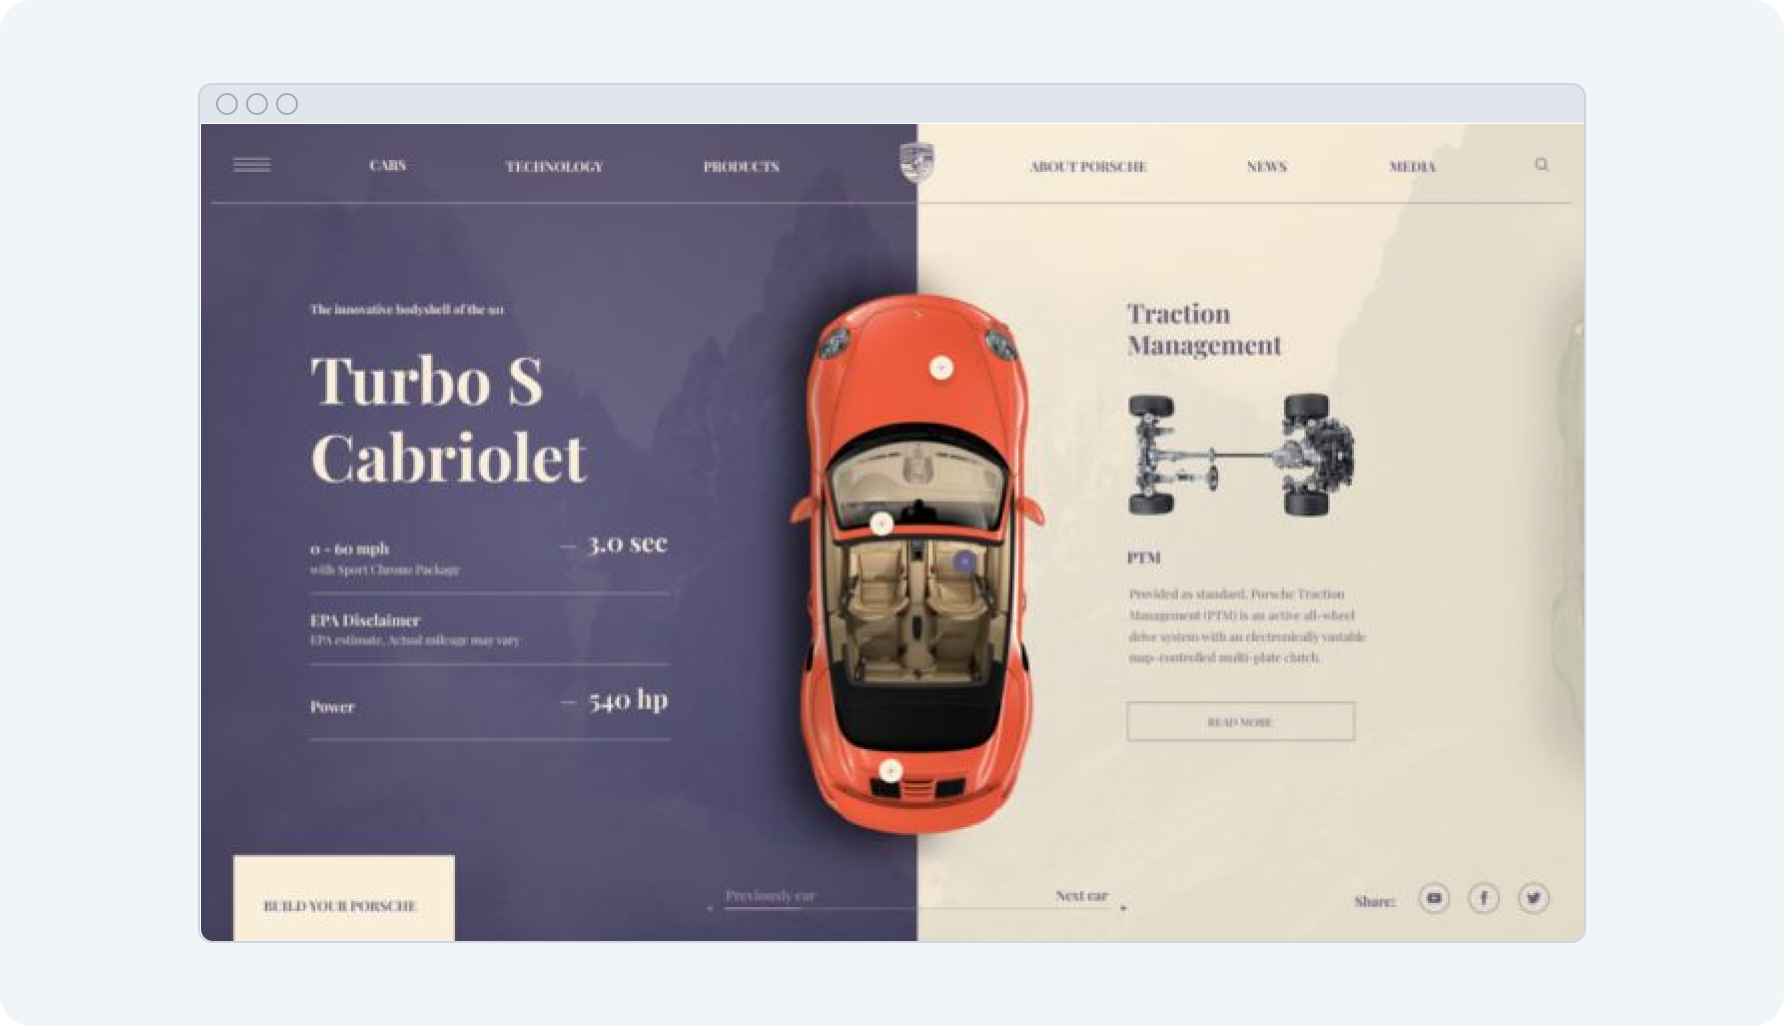 CARS
TECHNOLOGY
PRODUCTS
ABOUT PORSCHE
NEWS
MEDIA
The innovative bodyshell of the 911
Turbo S
Cabriolet
0 - 60 mph
with Sport Chrono Package
3.0 sec
EPA Disclaimer
EPA estimate. Actual mileage may vary
Power
540 hp
BUILD YOUR PORSCHE
Previously car
Next car
Traction
Management
PTM
Provided as standard, Porsche Traction
Management (PTM) is an active all-wheel
drive system with an electronically variable
map-controlled multi-plate clutch.
READ MORE
Share: